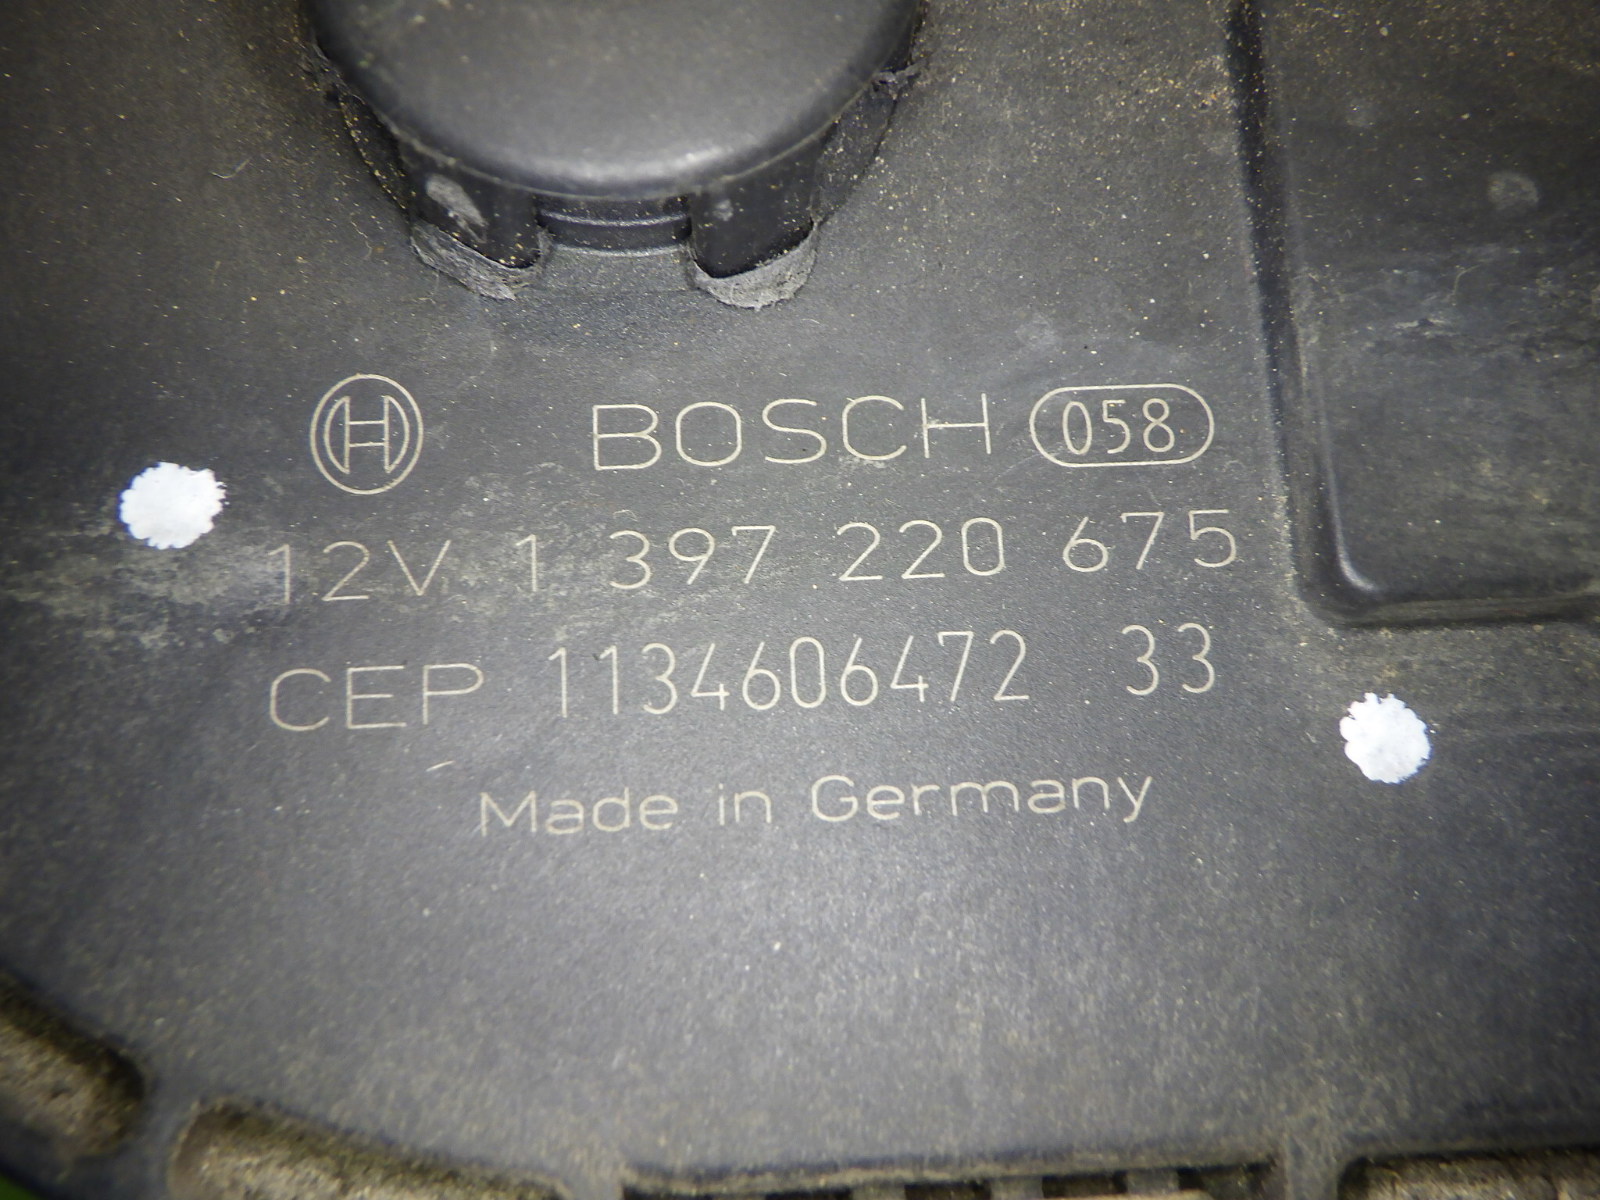 BOSCH 058
12V 1 397 220 675
CEP 1134606472 33
Made in Germany